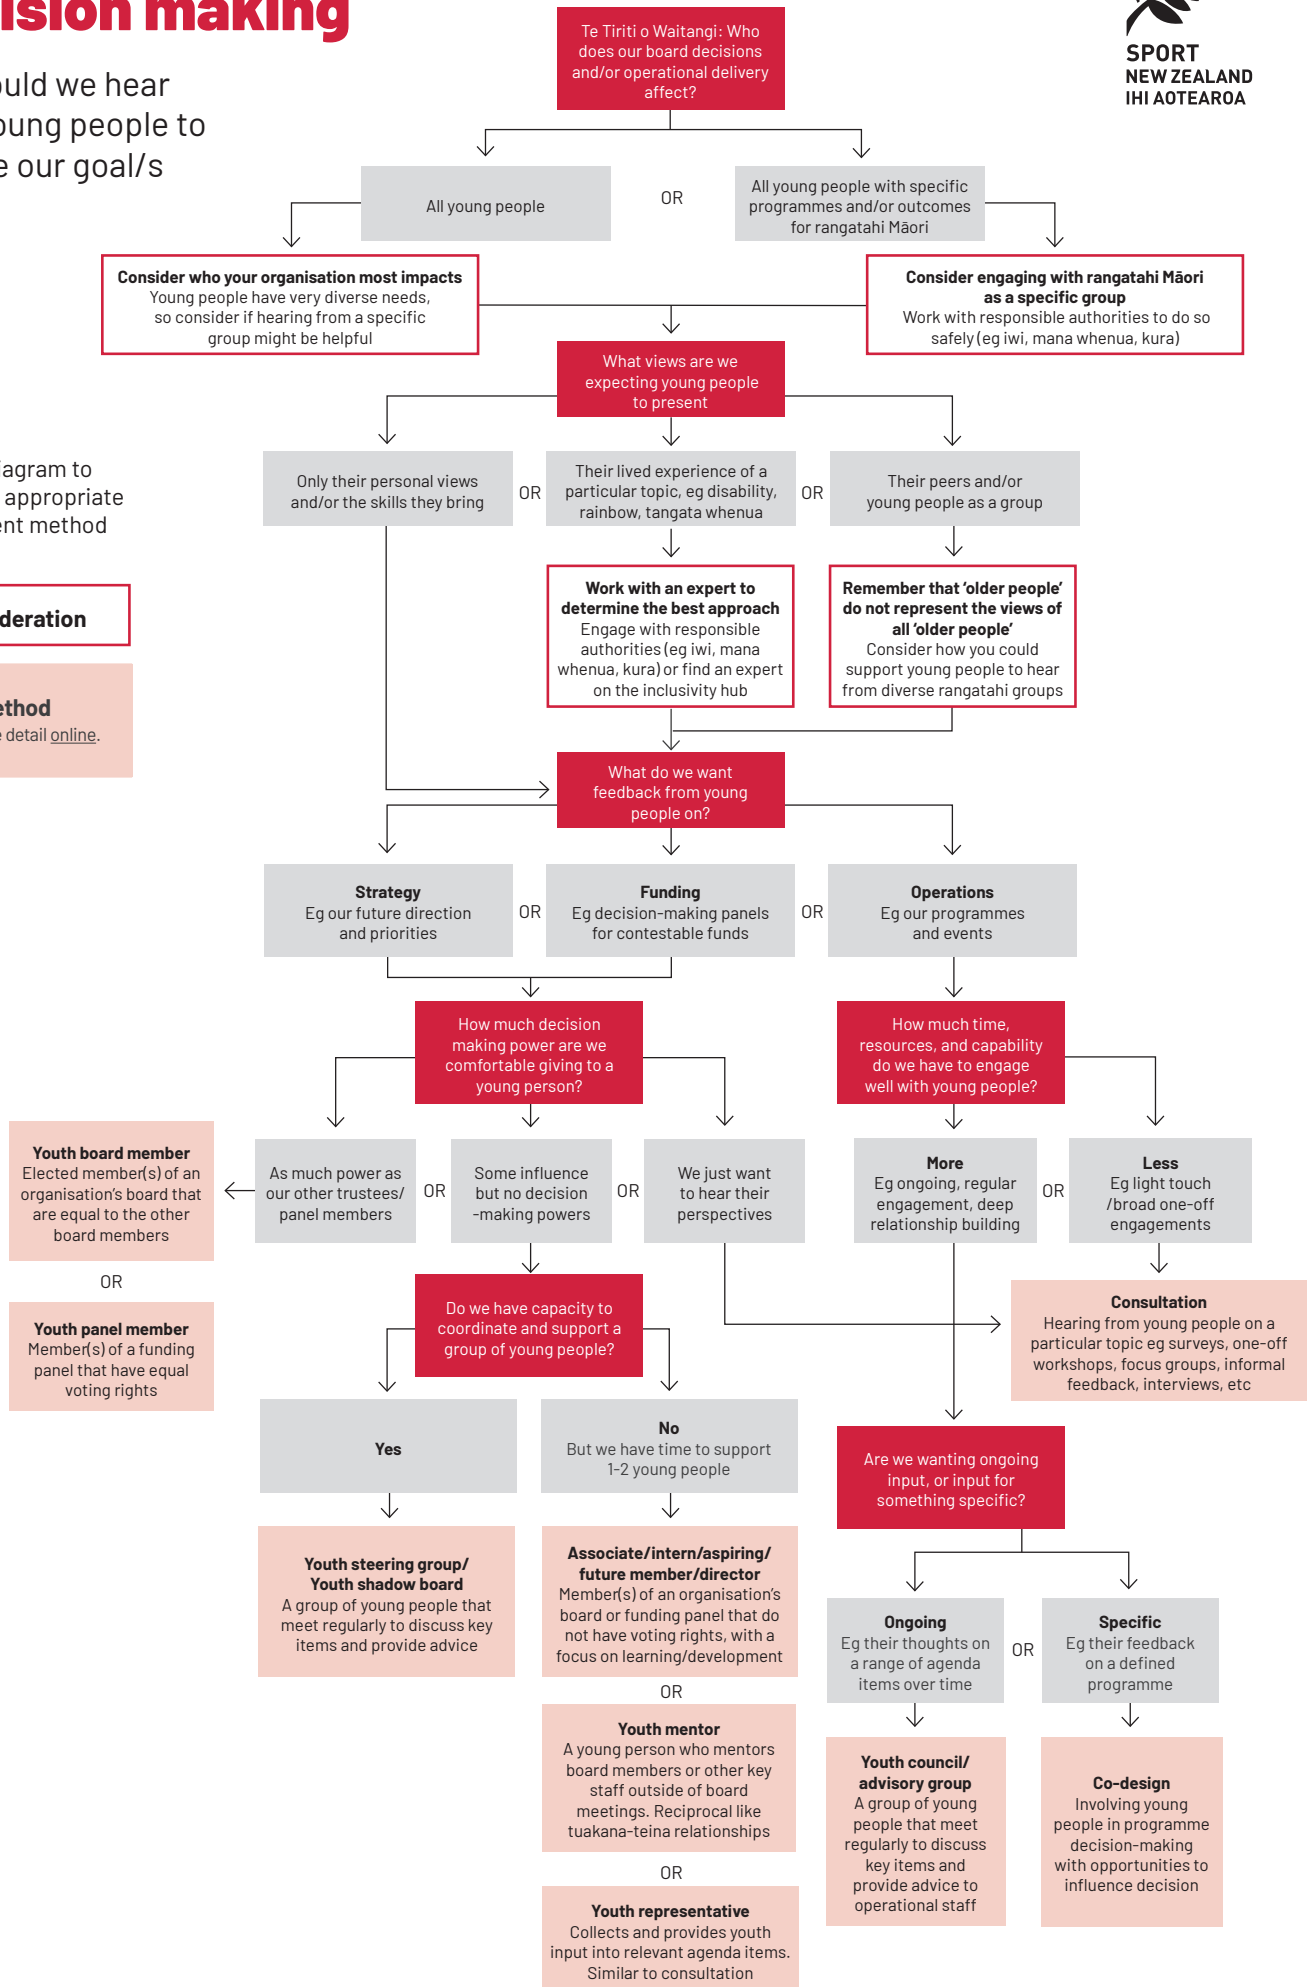 ision making
ould we hear
oung people to
e our goal/s
SPORT
NEW ZEALAND
IHI AOTEAROA
Te Tiriti o Waitangi: Who
does our board decisions
and/or operational delivery
affect?
All young people
OR
All young people with specific
programmes and/or outcomes
for rangatahi Māori
Consider who your organisation most impacts
Young people have very diverse needs,
so consider if hearing from a specific
group might be helpful
Consider engaging with rangatahi Māori
as a specific group
Work with responsible authorities to do so
safely (eg iwi, mana whenua, kura)
What views are we
expecting young people
to present
iagram to
appropriate
ent method
Only their personal views
and/or the skills they bring
OR
Their lived experience of a
particular topic, eg disability,
rainbow, tangata whenua
OR
Their peers and/or
young people as a group
deration
ethod
e detail online.
Work with an expert to
determine the best approach
Engage with responsible
authorities (eg iwi, mana
whenua, kura) or find an expert
on the inclusivity hub
Remember that ‘older people’
do not represent the views of
all ‘older people’
Consider how you could
support young people to hear
from diverse rangatahi groups
What do we want
feedback from young
people on?
Strategy
Eg our future direction
and priorities
OR
Funding
Eg decision-making panels
for contestable funds
OR
Operations
Eg our programmes
and events
How much decision
making power are we
comfortable giving to a
young person?
How much time,
resources, and capability
do we have to engage
well with young people?
Youth board member
Elected member(s) of an
organisation’s board that
are equal to the other
board members
OR
Youth panel member
Member(s) of a funding
panel that have equal
voting rights
As much power as
our other trustees/
panel members
OR
Some influence
but no decision
-making powers
OR
We just want
to hear their
perspectives
More
Eg ongoing, regular
engagement, deep
relationship building
OR
Less
Eg light touch
/broad one-off
engagements
Do we have capacity to
coordinate and support a
group of young people?
Consultation
Hearing from young people on a
particular topic eg surveys, one-off
workshops, focus groups, informal
feedback, interviews, etc
Yes
No
But we have time to support
1-2 young people
Are we wanting ongoing
input, or input for
something specific?
Youth steering group/
Youth shadow board
A group of young people that
meet regularly to discuss key
items and provide advice
Associate/intern/aspiring/
future member/director
Member(s) of an organisation’s
board or funding panel that do
not have voting rights, with a
focus on learning/development
OR
Youth mentor
A young person who mentors
board members or other key
staff outside of board
meetings. Reciprocal like
tuakana-teina relationships
OR
Youth representative
Collects and provides youth
input into relevant agenda items.
Similar to consultation
Ongoing
Eg their thoughts on
a range of agenda
items over time
OR
Specific
Eg their feedback
on a defined
programme
Youth council/
advisory group
A group of young
people that meet
regularly to discuss
key items and
provide advice to
operational staff
Co-design
Involving young
people in programme
decision-making
with opportunities to
influence decision